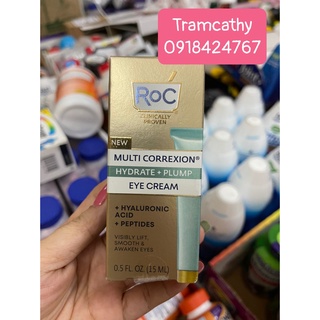 Tramcathy
0918424767
RoC
CLINICALLY
PROVEN
NEW
MULTI CORREXION®
HYDRATE + PLUMP
EYE CREAM
+ HYALURONIC
ACID
+ PEPTIDES
VISIBLY LIFT,
SMOOTH &
AWAKEN EYES
0.5 FL. OZ. (15 ML)